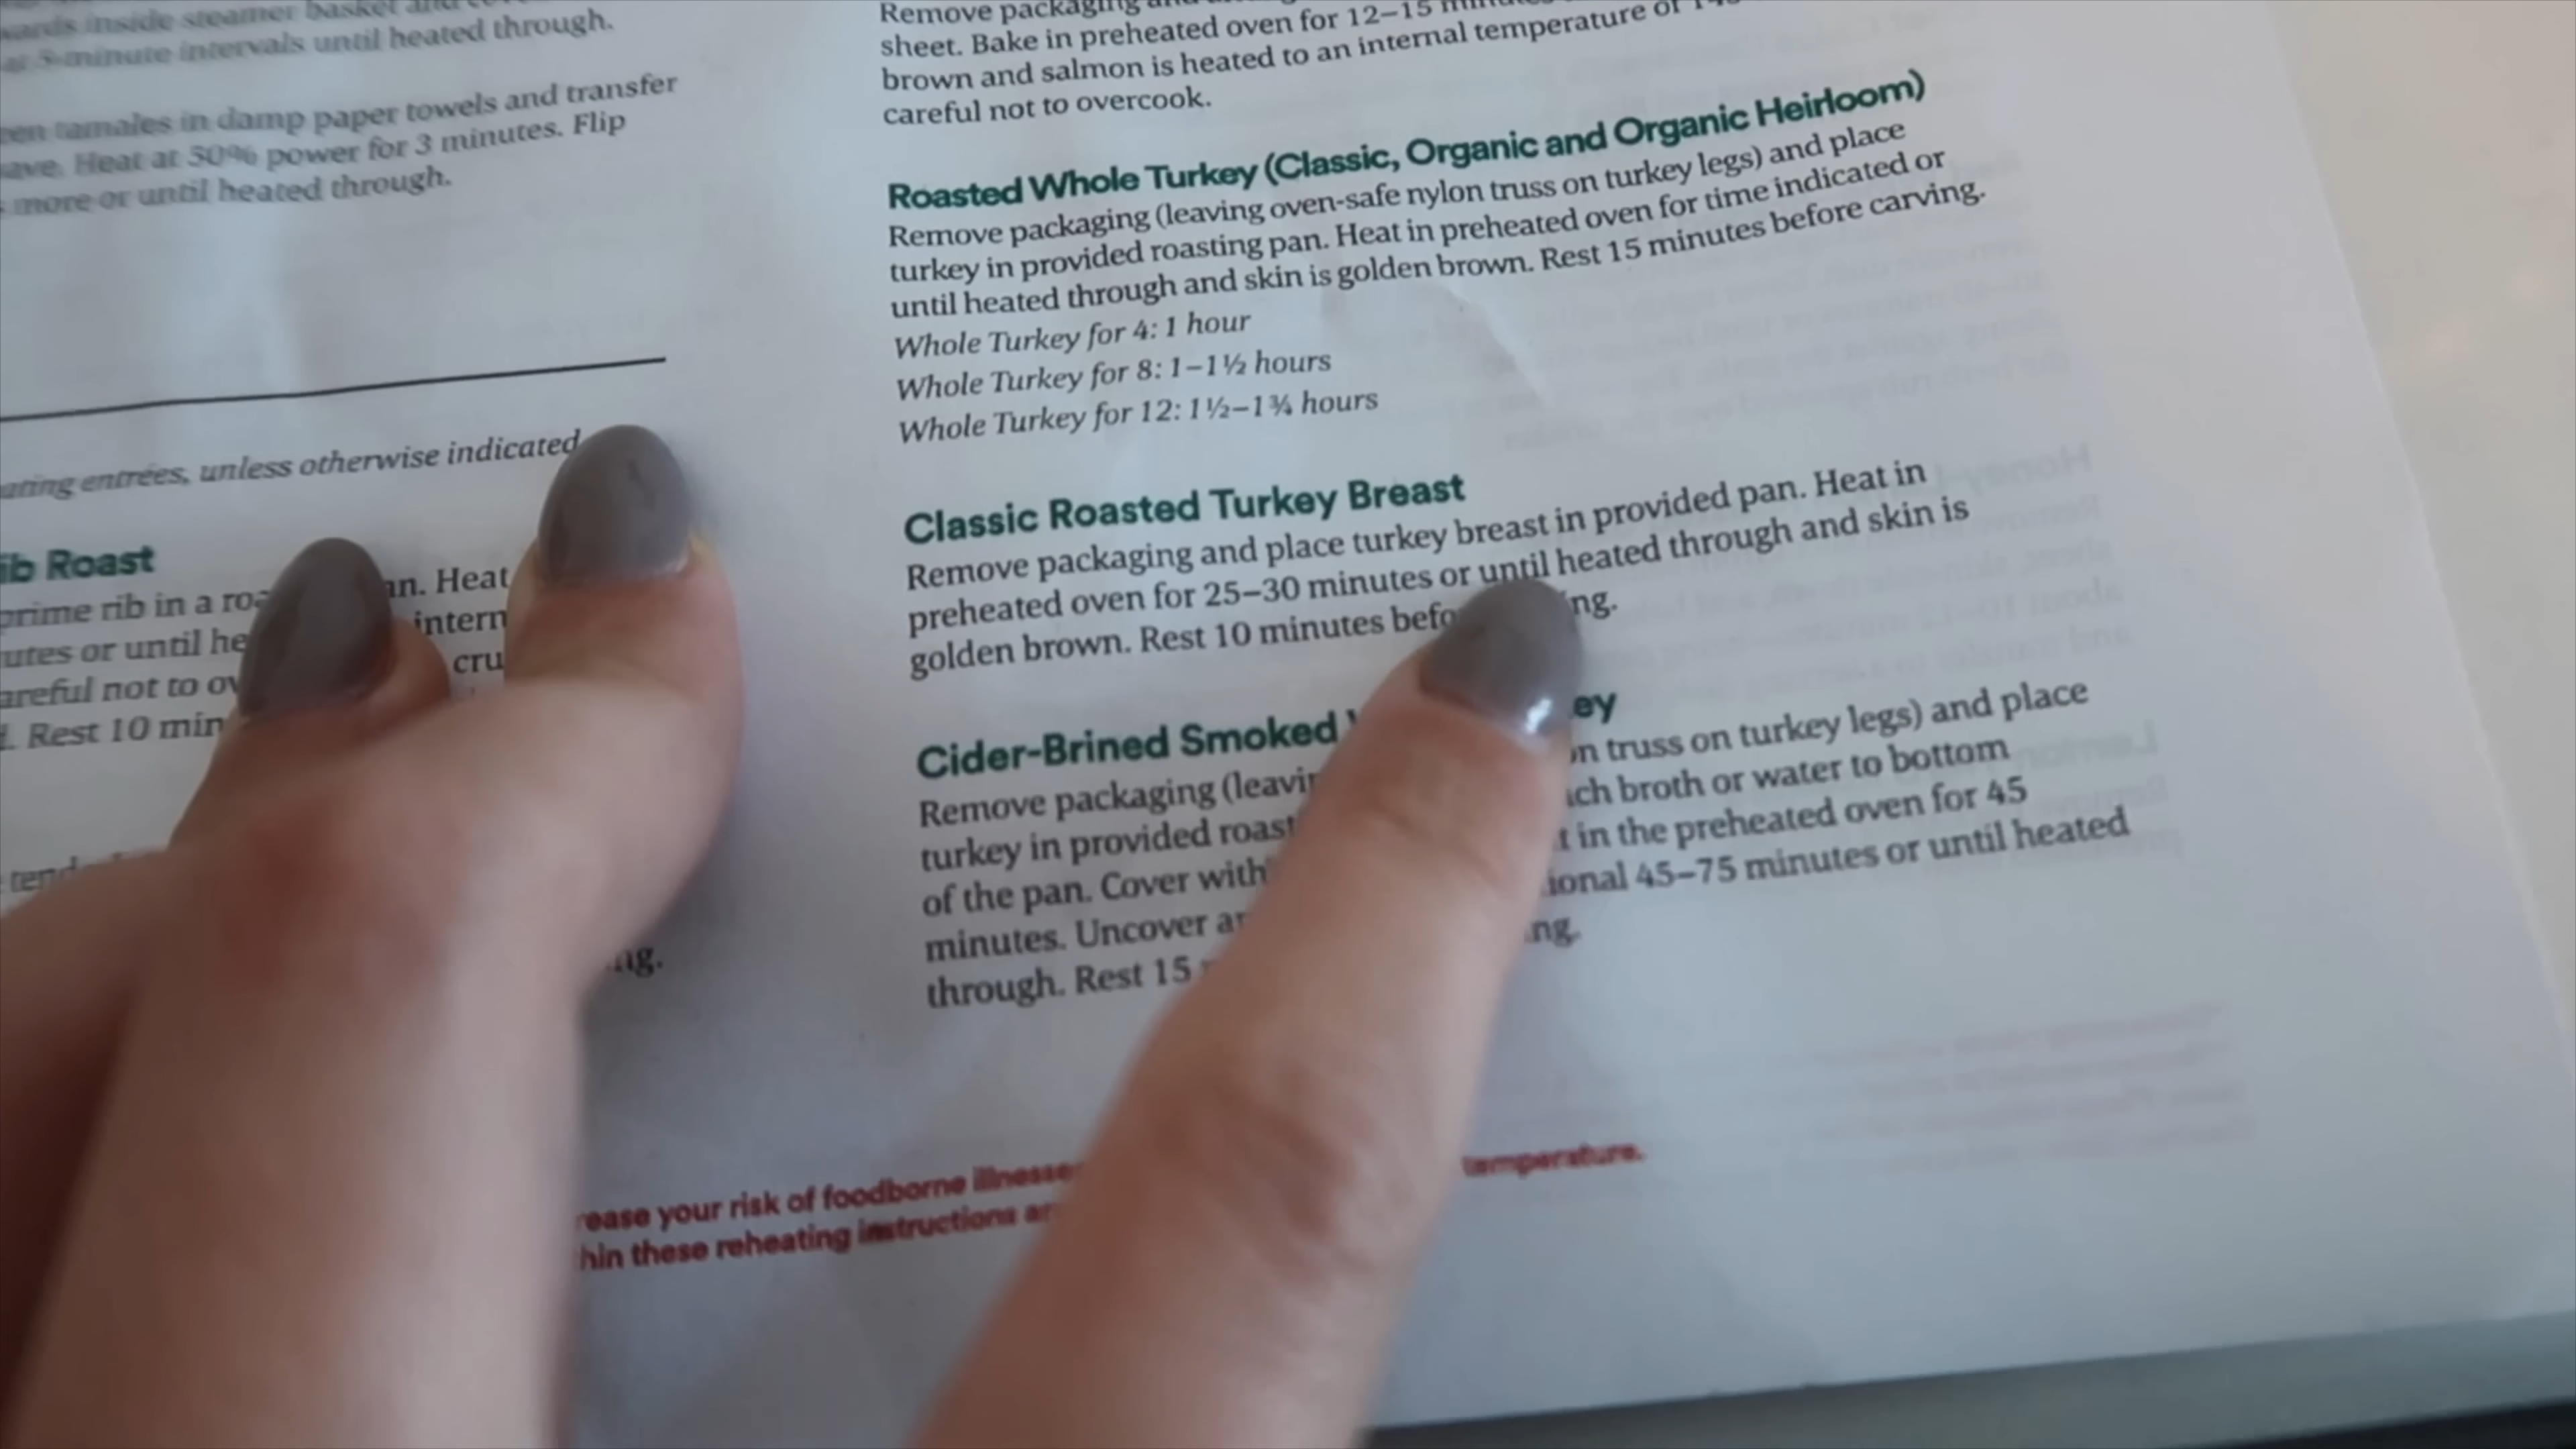 inside steamer basket and
5-minute intervals until heated through.
tamales in damp paper towels and transfer
Heat at 50% power for 3 minutes. Flip
more or until heated through.
entrées, unless otherwise indicated
Roast
prime rib in a Heat
or until
not to
Rest 10
Remove packaging
sheet. Bake in preheated oven for 12–15
brown and salmon is heated to an internal temperature of
careful not to overcook.
Roasted Whole Turkey (Classic, Organic and Organic Heirloom)
Remove packaging (leaving oven-safe nylon truss on turkey legs) and place
turkey in provided roasting pan. Heat in preheated oven for time indicated or
until heated through and skin is golden brown. Rest 15 minutes before carving.
Whole Turkey for 4: 1 hour
Whole Turkey for 8: 1–1½ hours
Whole Turkey for 12: 1½–1¾ hours
Classic Roasted Turkey Breast
Remove packaging and place turkey breast in provided pan. Heat in
preheated oven for 25–30 minutes or until heated through and skin is
golden brown. Rest 10 minutes
Cider-Brined Smoked
Remove packaging truss on turkey legs) and place
turkey in provided broth or water to bottom
of the pan. Cover with in the preheated oven for 45
minutes. Uncover 45–75 minutes or until heated
through. Rest 15
your risk of foodborne temperature.
these reheating instructions